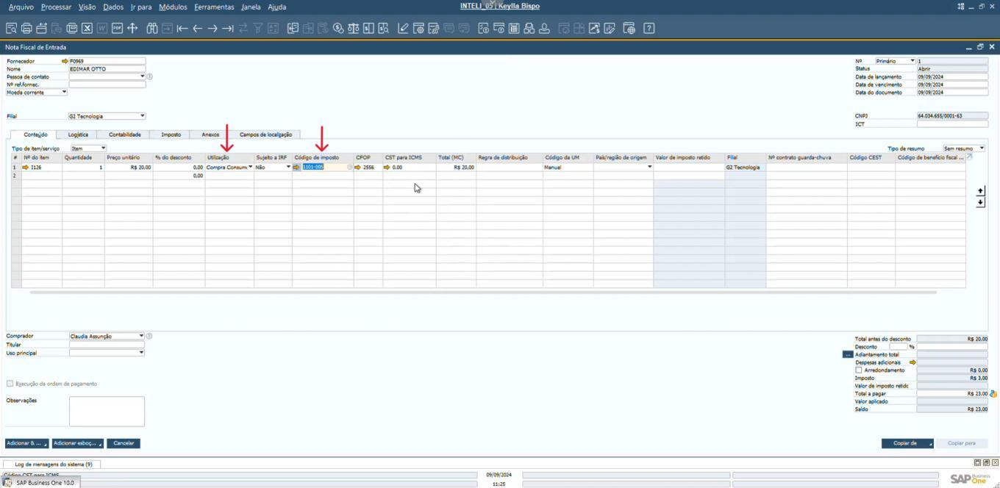 Arquivo Processar Visão Dados Ir para Módulos Ferramentas Janela Ajuda INTELI_05 | Keylla Bispo
Nota Fiscal de Entrada
Fornecedor F0969 Nº Primário 1
Nome EDIMAR OTTO Status Abrir
Pessoa de contato Data de lançamento 09/09/2024
Nº ref.fornec. Data de vencimento 09/09/2024
Moeda corrente Data do documento 09/09/2024
Filial G2 Tecnologia CNPJ 64.034.655/0001-63
ICT
Conteúdo Logística Contabilidade Imposto Anexos Campos de localização
Tipo de item/serviço Item Tipo de resumo Sem resumo
# Nº do item Quantidade Preço unitário % do desconto Utilização Sujeito a IRF Código de imposto CFOP CST para ICMS Total (MC) Regra de distribuição Código da UM País/região de origem Valor de imposto retido Filial Nº contrato guarda-chuva Código CEST Código de benefício fiscal ...
1 I126 1 R$ 20,00 0,00 Compra Consum Não 1101-005 2556 0.00 R$ 20,00 Manual G2 Tecnologia
2 0,00
Comprador Claudia Assunção
Titular
Uso principal
Execução da ordem de pagamento
Observações
Total antes do desconto R$ 20,00
Desconto %
... Adiantamento total
Despesas adicionais
Arredondamento R$ 0,00
Imposto R$ 3,00
Valor de imposto retido
Total a pagar R$ 23,00
Valor aplicado
Saldo R$ 23,00
Adicionar & ... Adicionar esboç... Cancelar Copiar de Copiar para
Log de mensagens do sistema (9)
Código CST para ICMS 09/09/2024
SAP Business One 10.0 11:25 SAP Business One